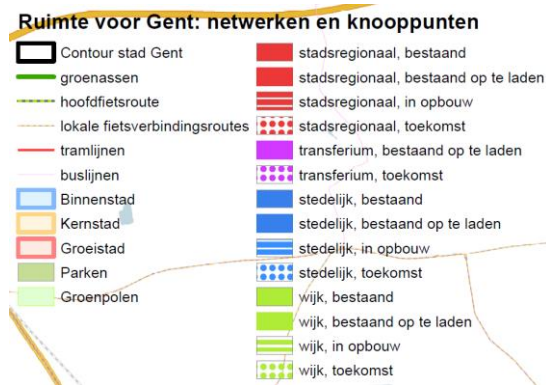 Ruimte voor Gent: netwerken en knooppunten
Contour stad Gent
groenassen
hoofdfietsroute
lokale fietsverbindingsroutes
tramlijnen
buslijnen
Binnenstad
Kernstad
Groeistad
Parken
Groenpolen
stadsregionaal, bestaand
stadsregionaal, bestaand op te laden
stadsregionaal, in opbouw
stadsregionaal, toekomst
transferium, bestaand op te laden
transferium, toekomst
stedelijk, bestaand
stedelijk, bestaand op te laden
stedelijk, in opbouw
stedelijk, toekomst
wijk, bestaand
wijk, bestaand op te laden
wijk, in opbouw
wijk, toekomst